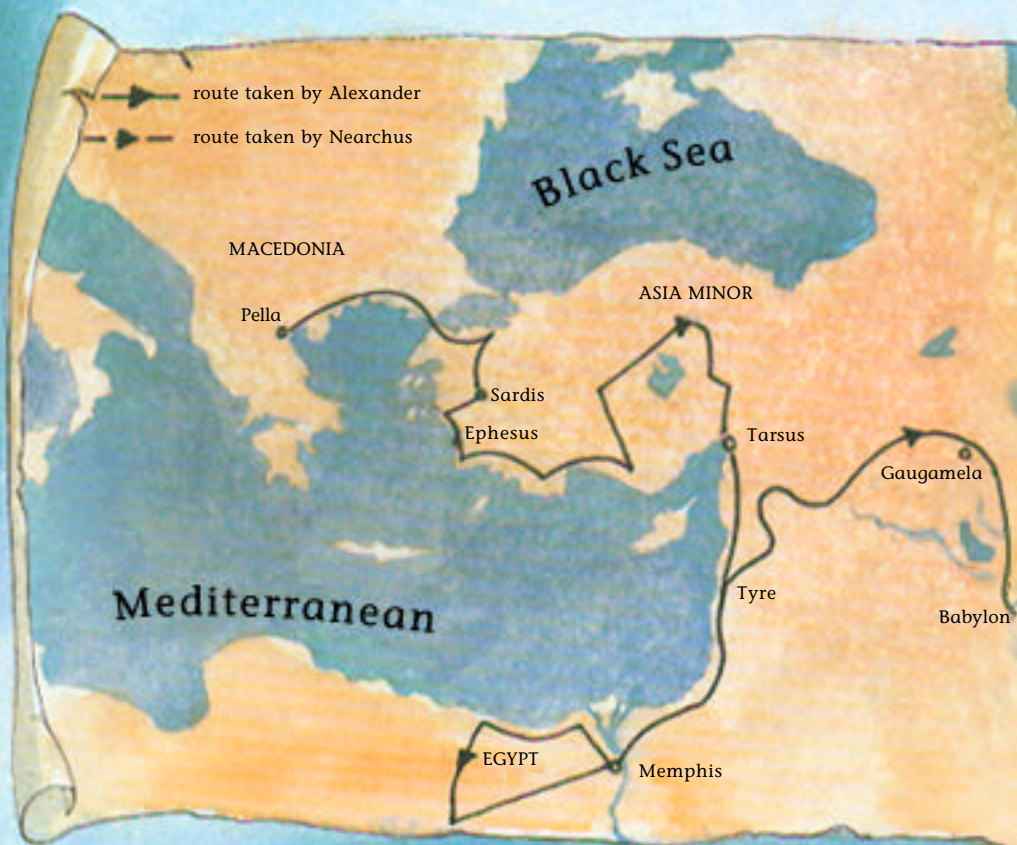 route taken by Alexander
route taken by Nearchus
Black Sea
MACEDONIA
ASIA MINOR
Pella
Sardis
Ephesus
Tarsus
Gaugamela
Tyre
Mediterranean
Babylon
EGYPT
Memphis